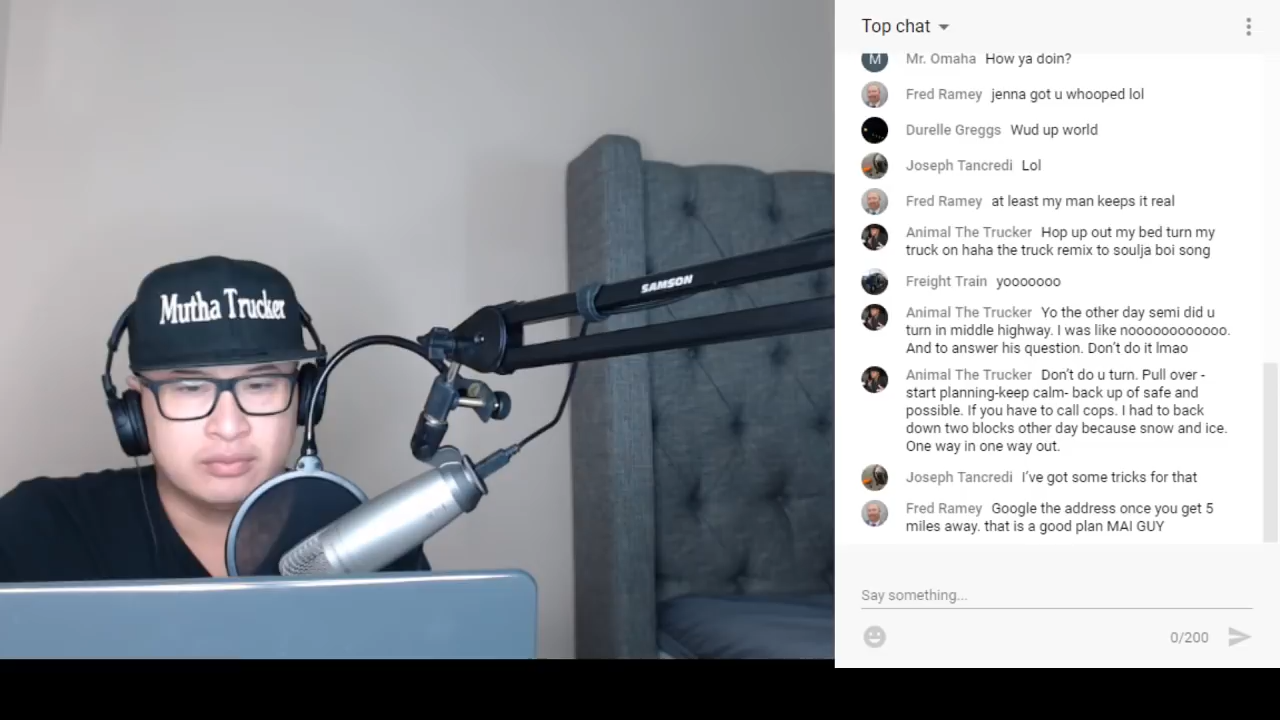 Mutha Trucker
SAMSON
Top chat
M
Mr. Omaha How ya doin?
Fred Ramey jenna got u whooped lol
Durelle Greggs Wud up world
Joseph Tancredi Lol
Fred Ramey at least my man keeps it real
Animal The Trucker Hop up out my bed turn my
truck on haha the truck remix to soulja boi song
Freight Train yooooooo
Animal The Trucker Yo the other day semi did u
turn in middle highway. I was like noooooooooooo.
And to answer his question. Don't do it lmao
Animal The Trucker Don't do u turn. Pull over -
start planning-keep calm- back up of safe and
possible. If you have to call cops. I had to back
down two blocks other day because snow and ice.
One way in one way out.
Joseph Tancredi I've got some tricks for that
Fred Ramey Google the address once you get 5
miles away. that is a good plan MAI GUY
Say something...
0/200